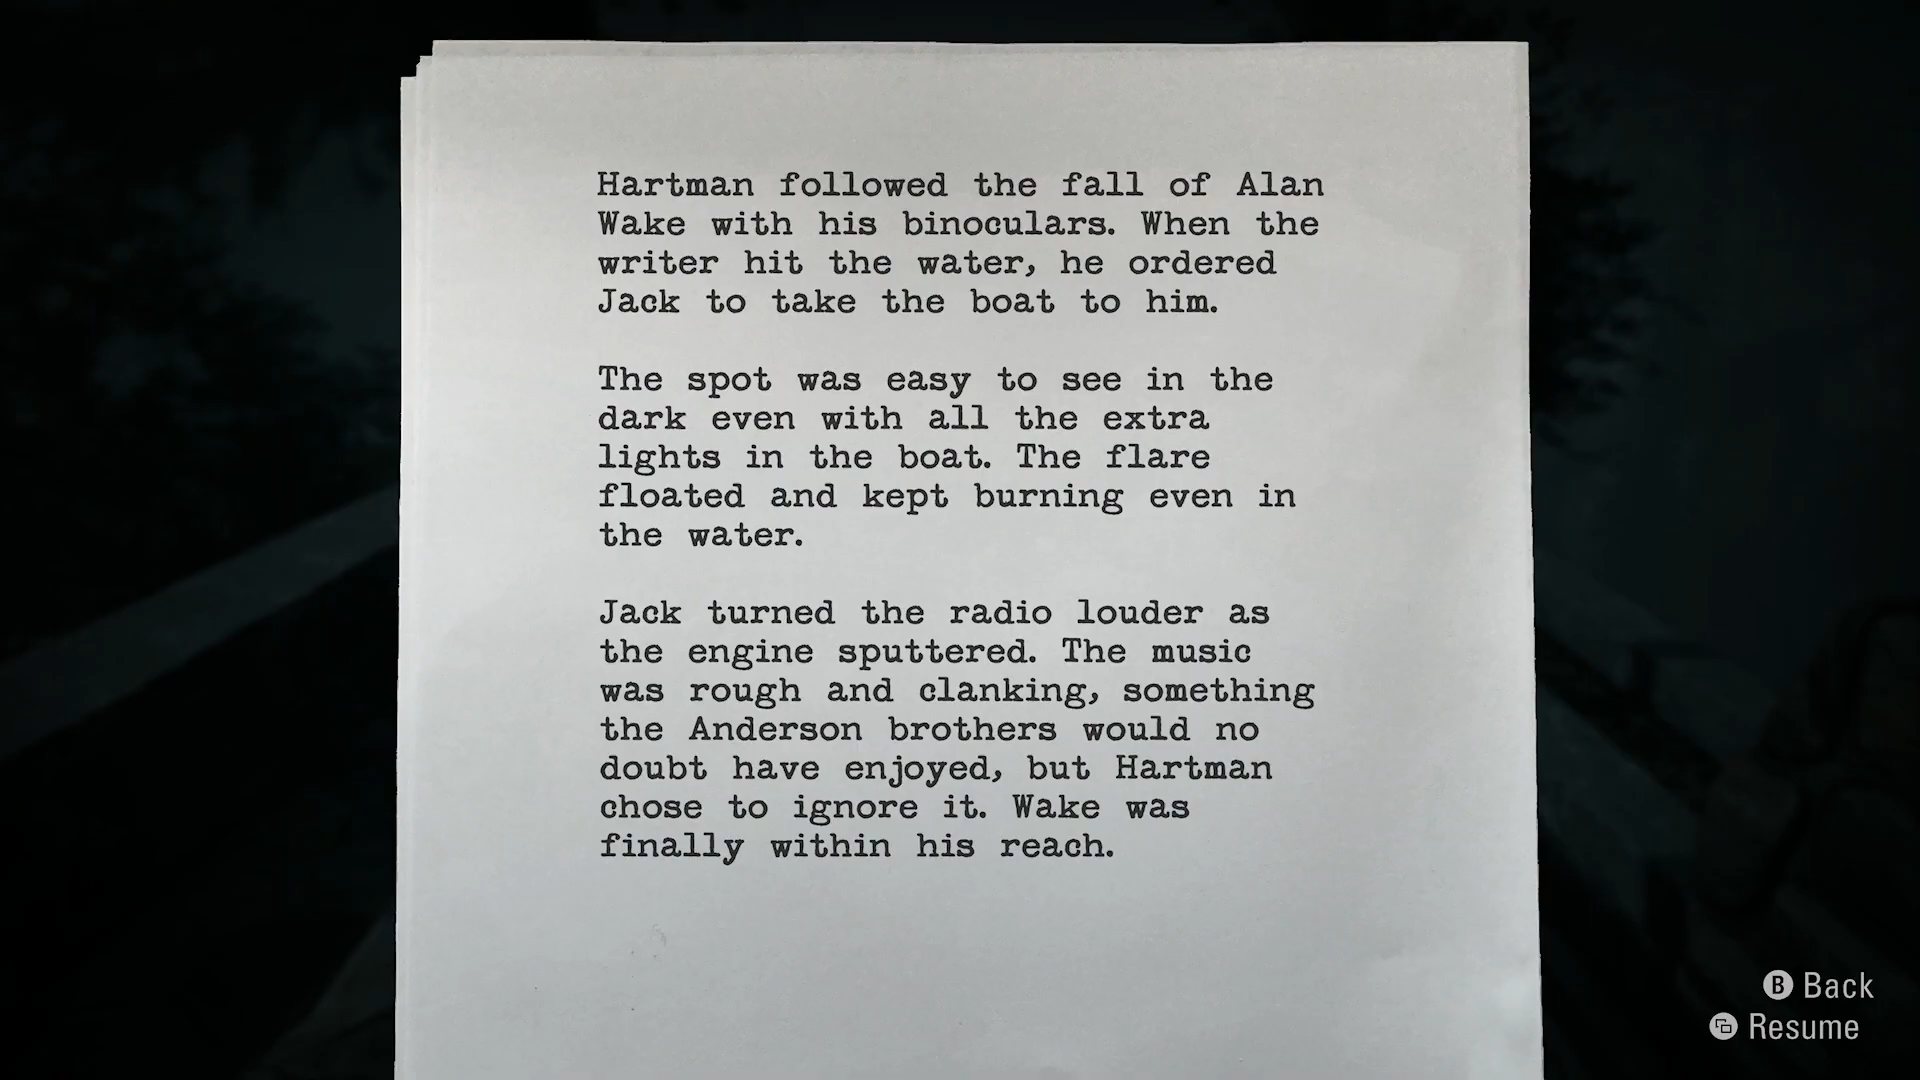 Hartman followed the fall of Alan
Wake with his binoculars. When the
writer hit the water, he ordered
Jack to take the boat to him.
The spot was easy to see in the
dark even with all the extra
lights in the boat. The flare
floated and kept burning even in
the water.
Jack turned the radio louder as
the engine sputtered. The music
was rough and clanking, something
the Anderson brothers would no
doubt have enjoyed, but Hartman
chose to ignore it. Wake was
finally within his reach.
B Back
Resume